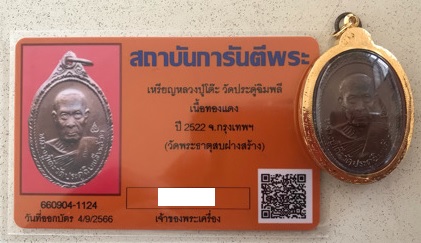 สถาบันการันตีพระ
เหรียญหลวงปู่โต๊ะ วัดประดู่ฉิมพลี
เนื้อทองแดง
ปี 2522 จ.กรุงเทพฯ
(วัดพระธาตุสบฝางสร้าง)
660904-1124
วันที่ออกบัตร 4/9/2566
เจ้าของพระเครื่อง